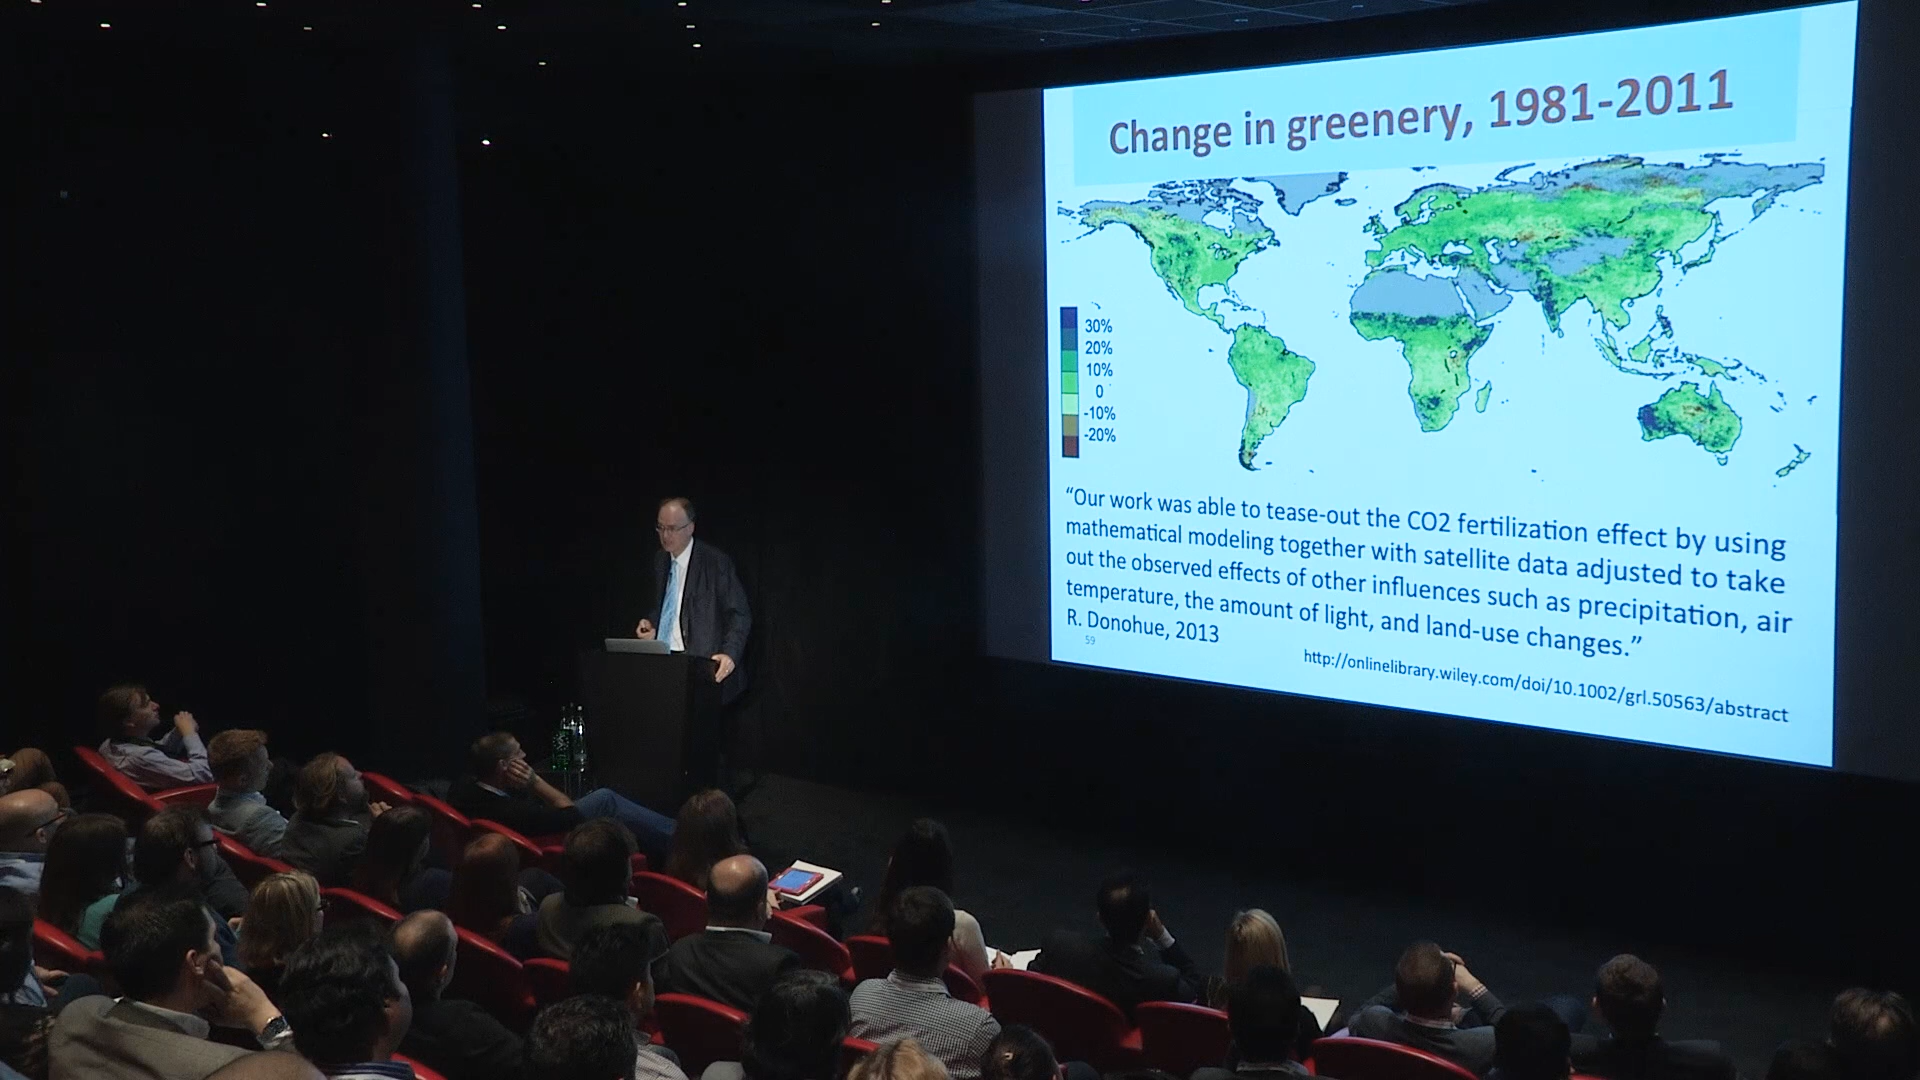 Change in greenery, 1981-2011
30%
20%
10%
0
-10%
-20%
“Our work was able to tease-out the CO2 fertilization effect by using
mathematical modeling together with satellite data adjusted to take
out the observed effects of other influences such as precipitation, air
temperature, the amount of light, and land-use changes.”
R. Donohue, 2013
59
http://onlinelibrary.wiley.com/doi/10.1002/grl.50563/abstract